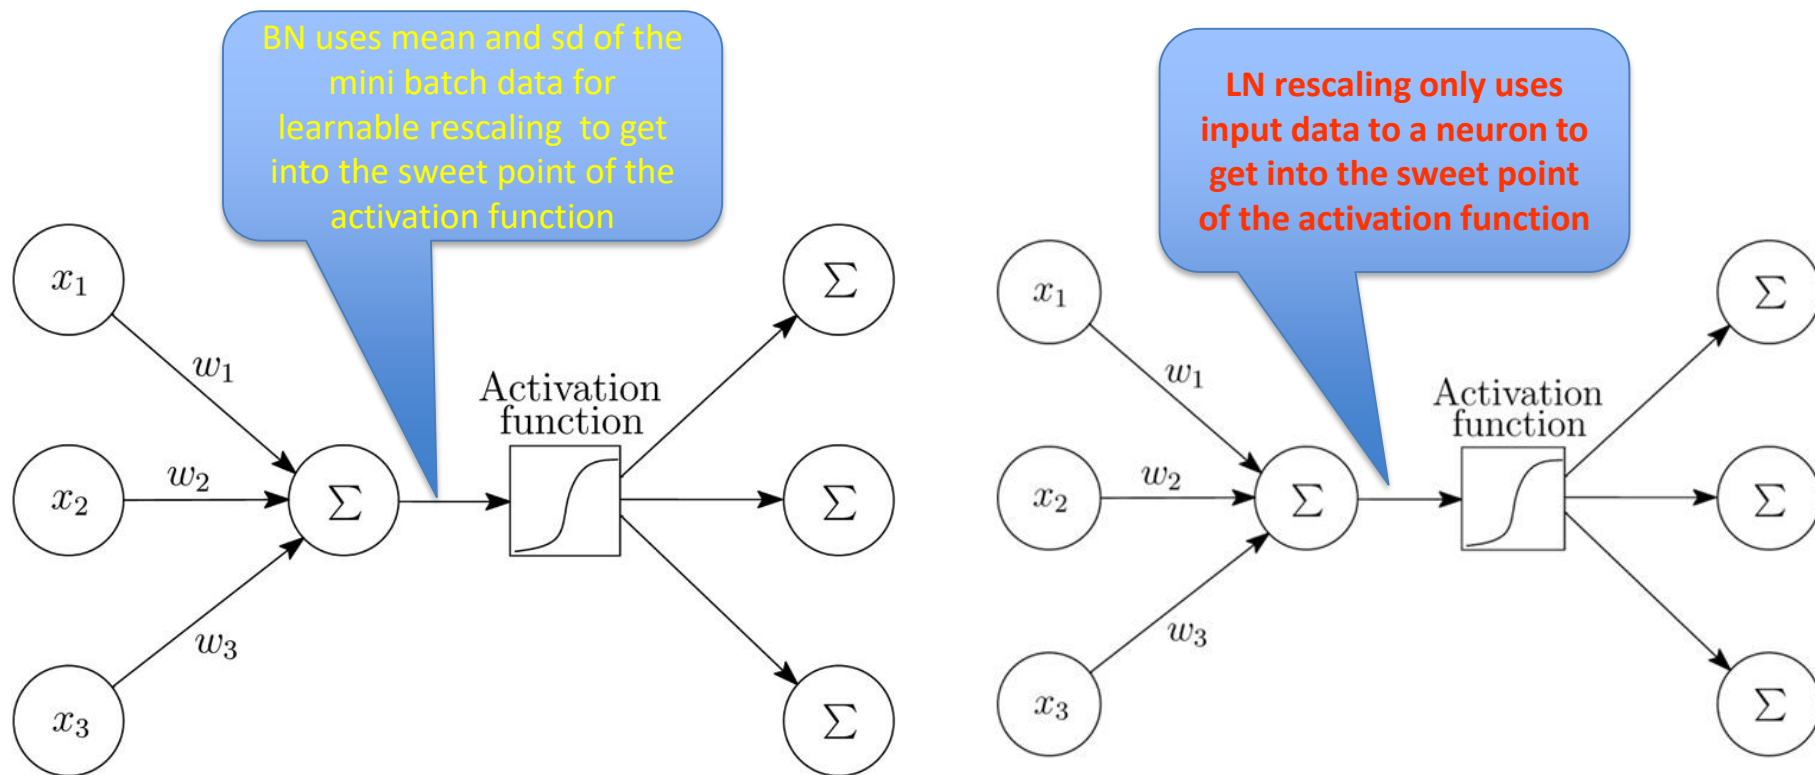 BN uses mean and sd of the
mini batch data for
learnable rescaling to get
into the sweet point of the
activation function
x₁
w₁
x₂
w₂
x₃
w₃
Σ
Activation
function
Σ
Σ
Σ
LN rescaling only uses
input data to a neuron to
get into the sweet point
of the activation function
x₁
w₁
x₂
w₂
x₃
w₃
Σ
Activation
function
Σ
Σ
Σ